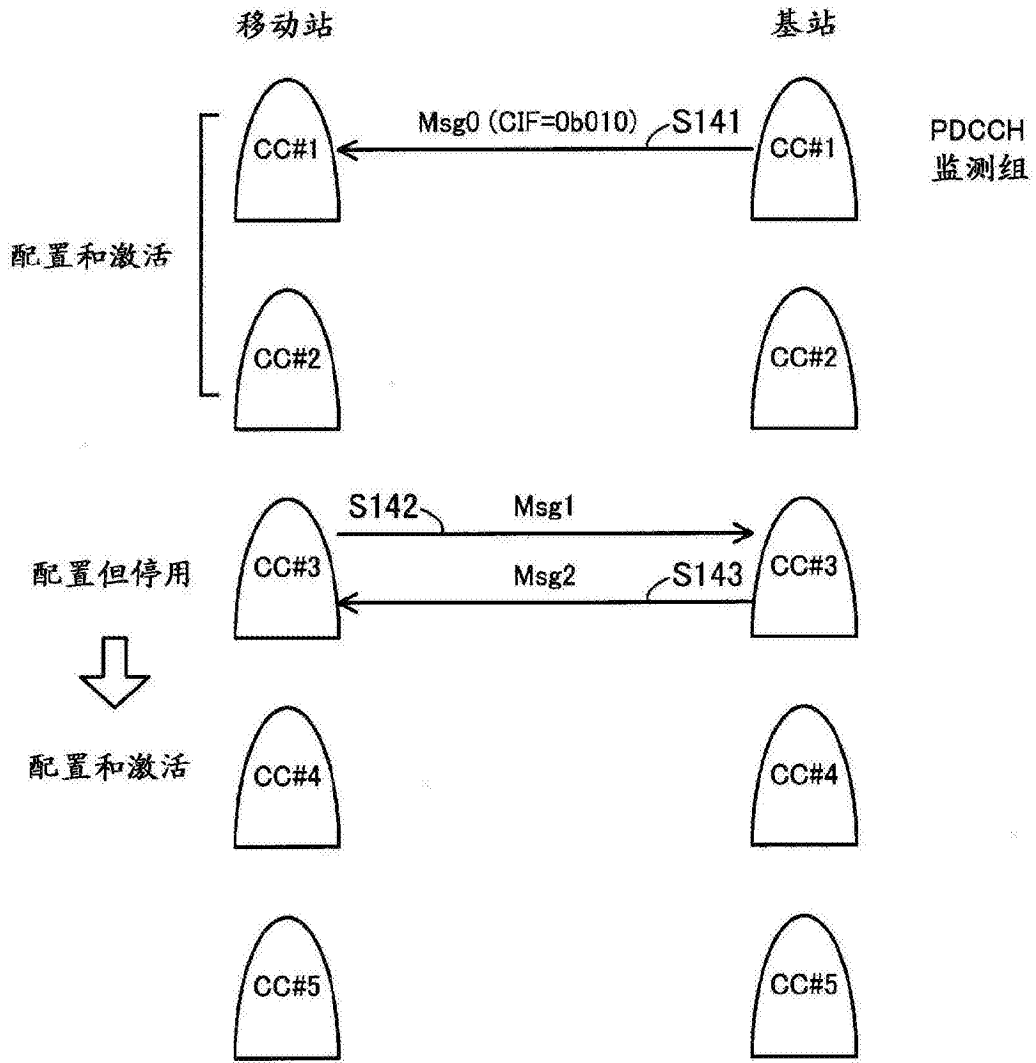 移动站
基站
Msg0 (CIF=0b010)
S141
CC#1
CC#1
PDCCH
监测组
配置和激活
CC#2
CC#2
S142
Msg1
配置但停用
CC#3
CC#3
Msg2
S143
配置和激活
CC#4
CC#4
CC#5
CC#5